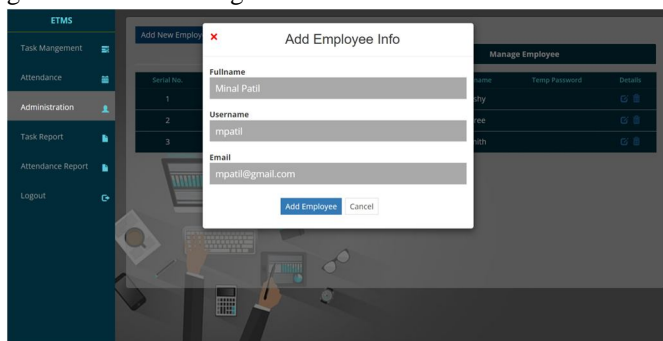 ETMS
Task Mangement
Attendance
Administration
Task Report
Attendance Report
Logout
Add New Employ
Manage Employee
Serial No.
name
Temp Password
Details
1
shy
2
ree
3
nith
Add Employee Info
Fullname
Minal Patil
Username
mpatil
Email
mpatil@gmail.com
Add Employee
Cancel